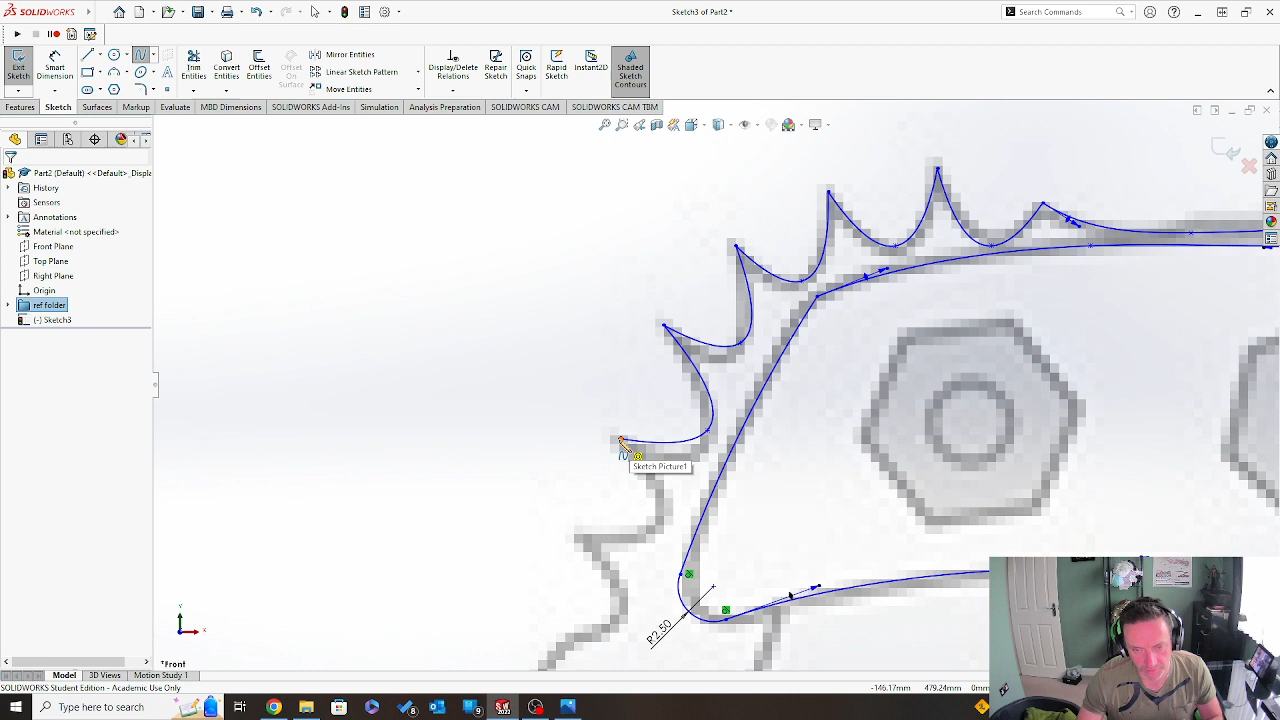 SOLIDWORKS
Sketch3 of Part2 *
Search Commands
Exit Sketch
Smart Dimension
Trim Entities
Convert Entities
Offset Entities
Offset On Surface
Mirror Entities
Linear Sketch Pattern
Move Entities
Display/Delete Relations
Repair Sketch
Quick Snaps
Rapid Sketch
Instant2D
Shaded Sketch Contours
Features
Sketch
Surfaces
Markup
Evaluate
MBD Dimensions
SOLIDWORKS Add-Ins
Simulation
Analysis Preparation
SOLIDWORKS CAM
SOLIDWORKS CAM TBM
Part2 (Default) <<Default>_Displa
History
Sensors
Annotations
Material <not specified>
Front Plane
Top Plane
Right Plane
Origin
ref folder
(-) Sketch3
Sketch Picture1
R2.50
Y
X
*Front
Model
3D Views
Motion Study 1
SOLIDWORKS Student Edition - Academic Use Only
-146.17mm
479.24mm
Type here to search